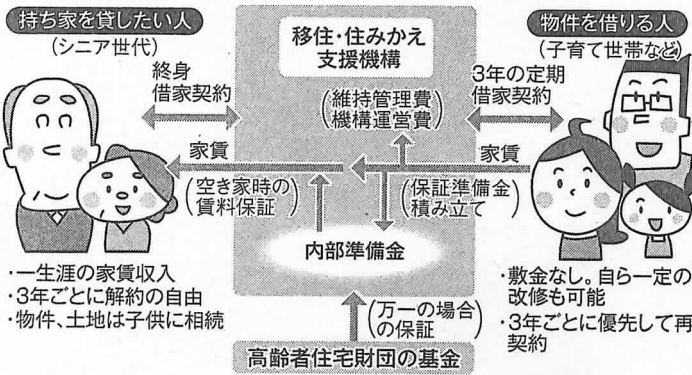 持ち家を貸したい人
(シニア世代)
移住・住みかえ
支援機構
物件を借りる人
(子育て世帯など)
終身
借家契約
(維持管理費
機構運営費)
3年の定期
借家契約
家賃
(空き家時の
賃料保証)
家賃
(保証準備金
積み立て)
内部準備金
・一生涯の家賃収入
・3年ごとに解約の自由
・物件、土地は子供に相続
・敷金なし。自ら一定の
改修も可能
・3年ごとに優先して再
契約
(万一の場合
の保証)
高齢者住宅財団の基金